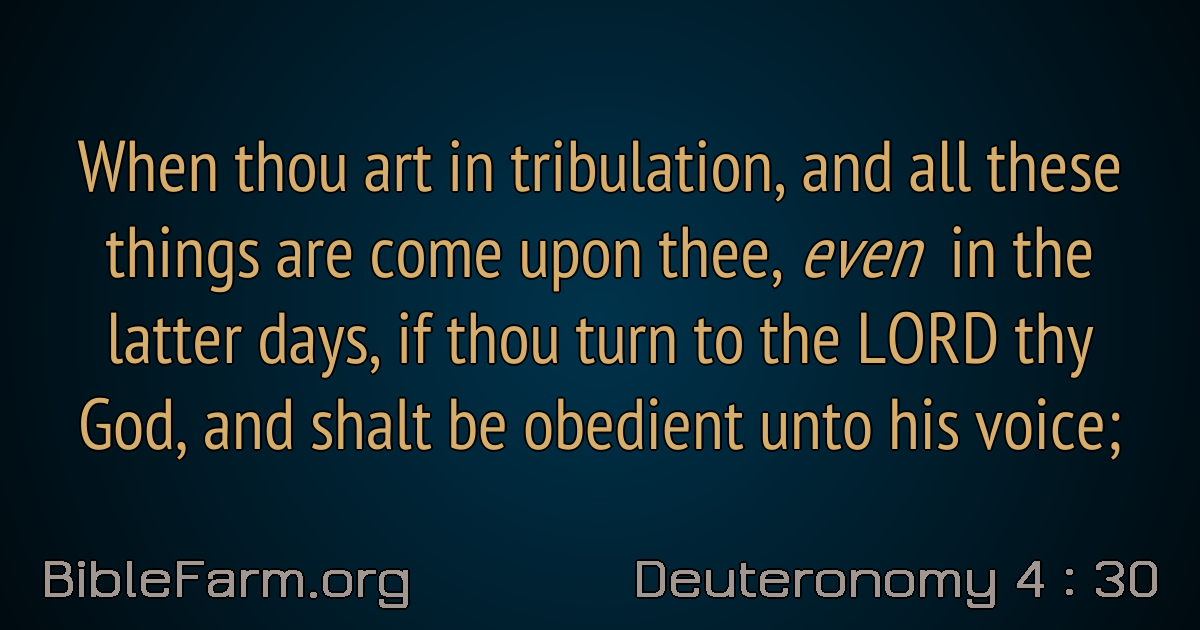 When thou art in tribulation, and all these
things are come upon thee, even in the
latter days, if thou turn to the LORD thy
God, and shalt be obedient unto his voice;
BibleFarm.org
Deuteronomy 4 : 30